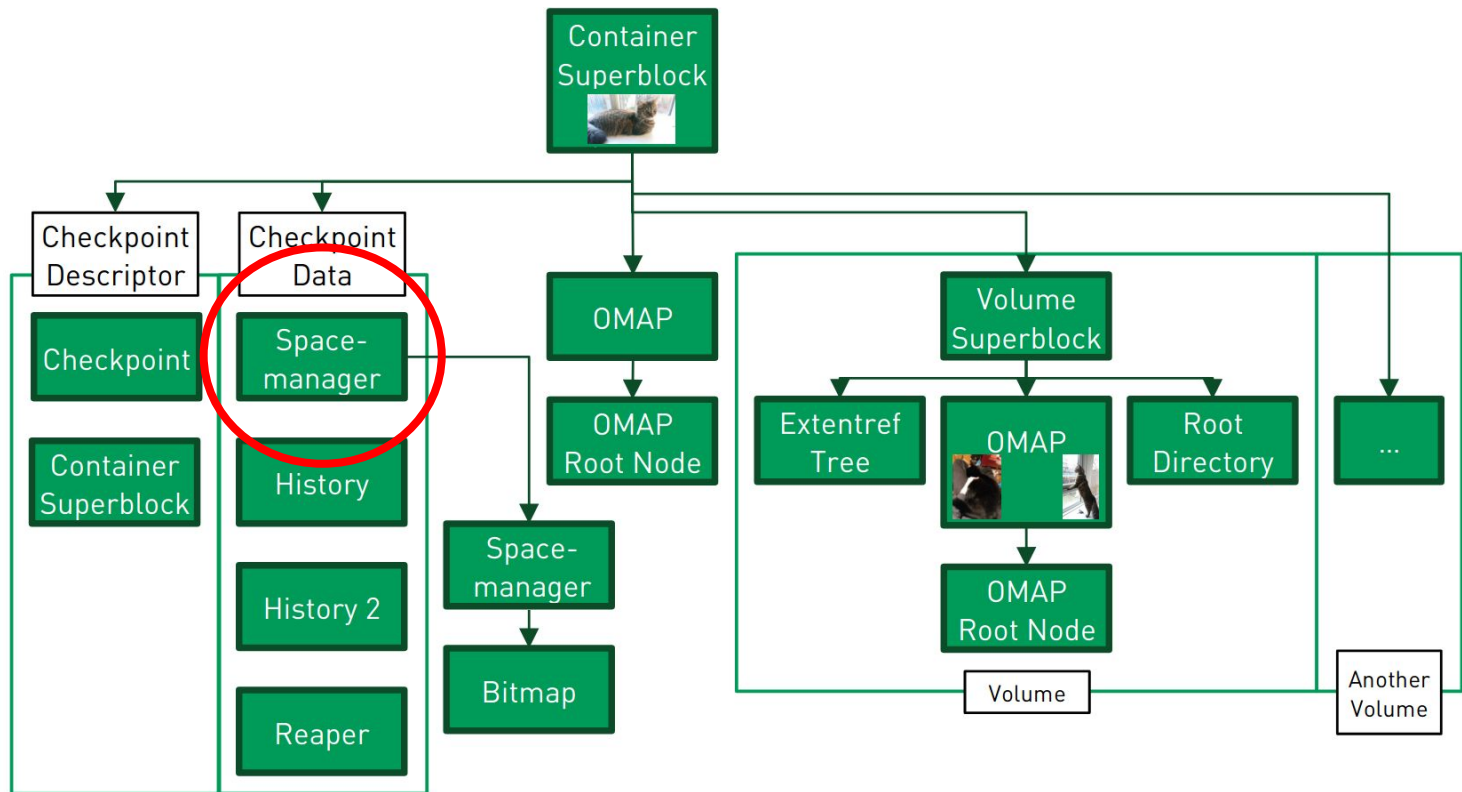 Container
Superblock
Checkpoint
Descriptor
Checkpoint
Data
Checkpoint
Container
Superblock
Space-
manager
History
History 2
Reaper
Space-
manager
Bitmap
OMAP
OMAP
Root Node
Volume
Superblock
Extentref
Tree
OMAP
Root
Directory
OMAP
Root Node
Volume
...
Another
Volume